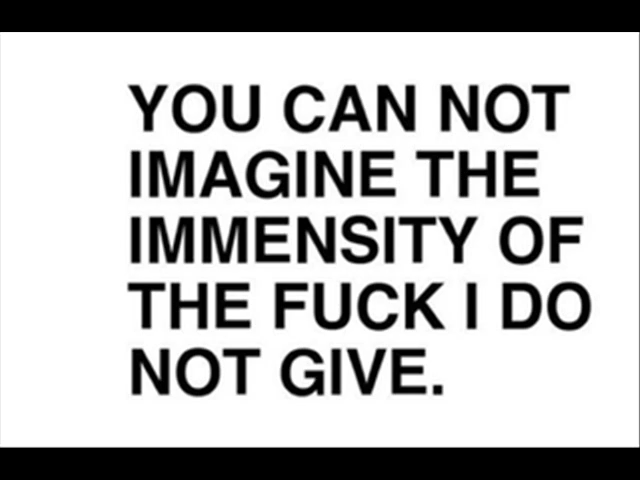 YOU CAN NOT
IMAGINE THE
IMMENSITY OF
THE FUCK I DO
NOT GIVE.